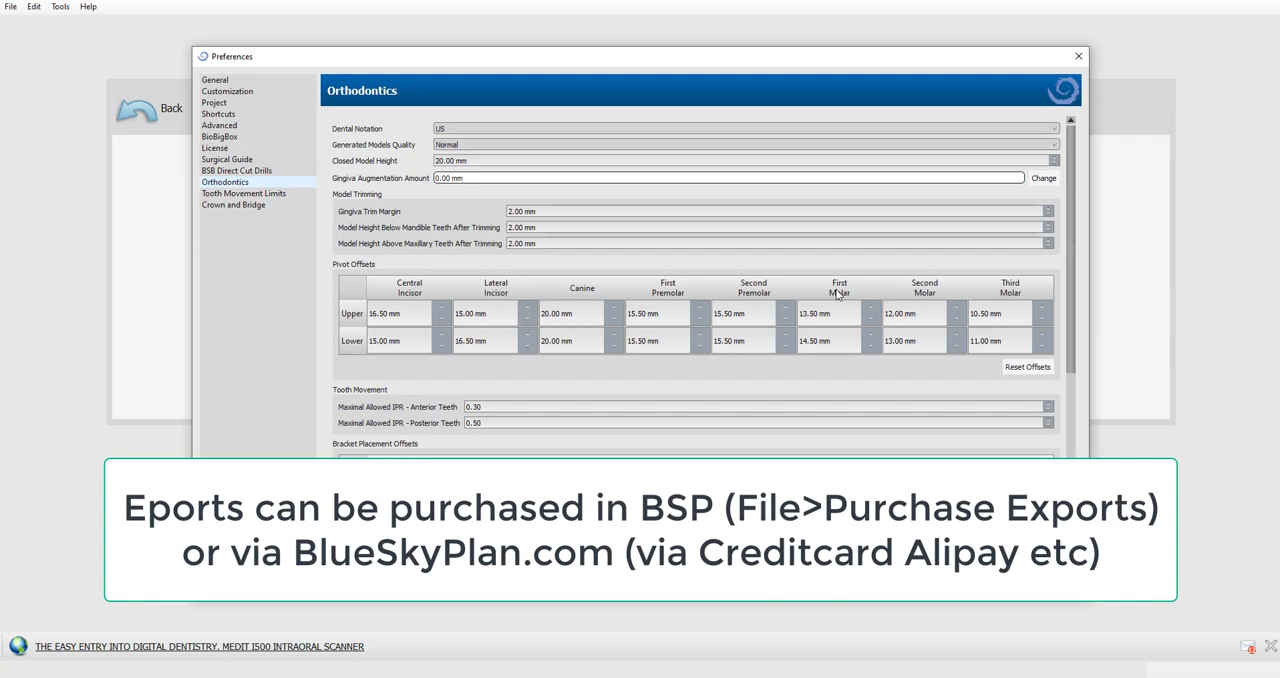 File Edit Tools Help
Preferences
Back
General
Customization
Project
Shortcuts
Advanced
BioBigBox
License
Surgical Guide
BSB Direct Cut Drills
Orthodontics
Tooth Movement Limits
Crown and Bridge
Orthodontics
Dental Notation US
Generated Models Quality Normal
Closed Model Height 20.00 mm
Gingiva Augmentation Amount 0.00 mm Change
Model Trimming
Gingiva Trim Margin 2.00 mm
Model Height Below Mandible Teeth After Trimming 2.00 mm
Model Height Above Maxillary Teeth After Trimming 2.00 mm
Pivot Offsets
Central Incisor Lateral Incisor Canine First Premolar Second Premolar First Molar Second Molar Third Molar
Upper 16.50 mm 15.00 mm 20.00 mm 15.50 mm 15.50 mm 13.50 mm 12.00 mm 10.50 mm
Lower 15.00 mm 16.50 mm 20.00 mm 15.50 mm 15.50 mm 14.50 mm 13.00 mm 11.00 mm
Reset Offsets
Tooth Movement
Maximal Allowed IPR - Anterior Teeth 0.30
Maximal Allowed IPR - Posterior Teeth 0.50
Bracket Placement Offsets
Eports can be purchased in BSP (File>Purchase Exports)
or via BlueSkyPlan.com (via Creditcard Alipay etc)
THE EASY ENTRY INTO DIGITAL DENTISTRY, MEDIT I500 INTRAORAL SCANNER